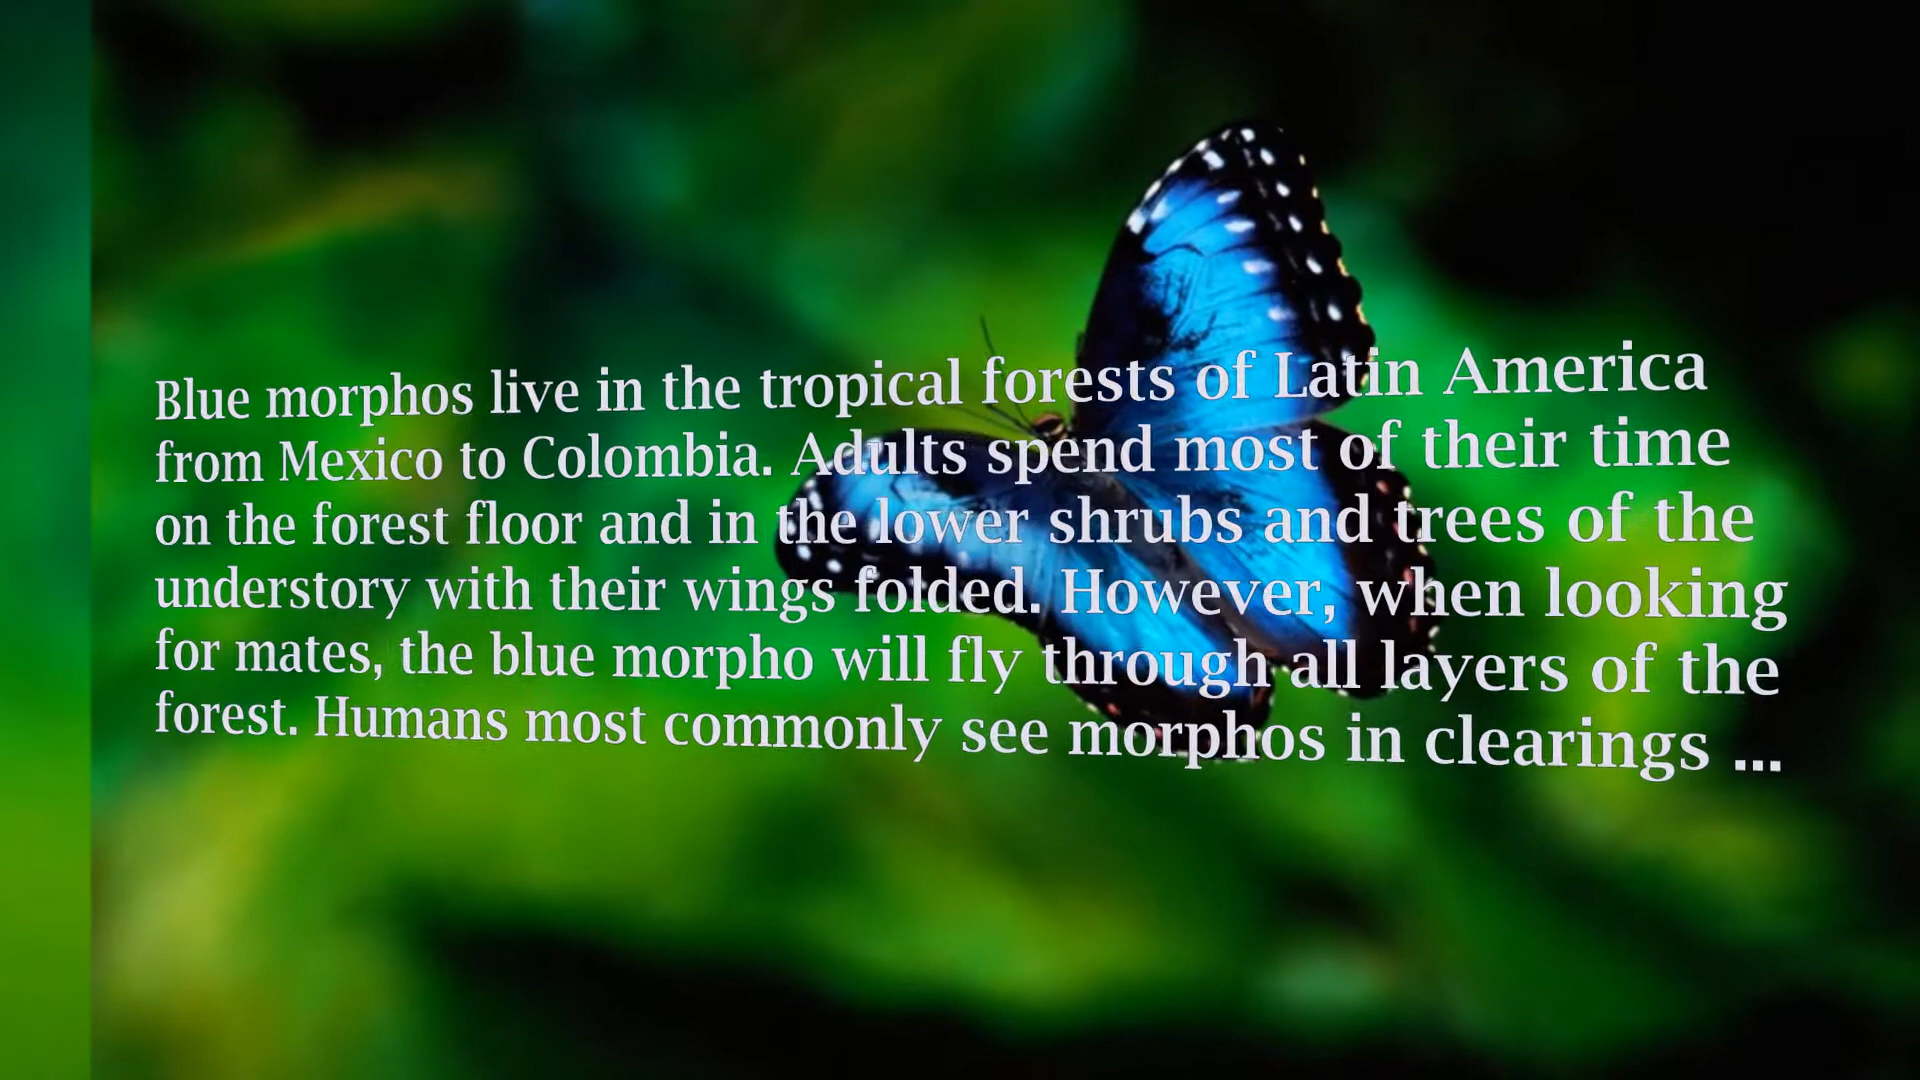 Blue morphos live in the tropical forests of Latin America
from Mexico to Colombia. Adults spend most of their time
on the forest floor and in the lower shrubs and trees of the
understory with their wings folded. However, when looking
for mates, the blue morpho will fly through all layers of the
forest. Humans most commonly see morphos in clearings ...